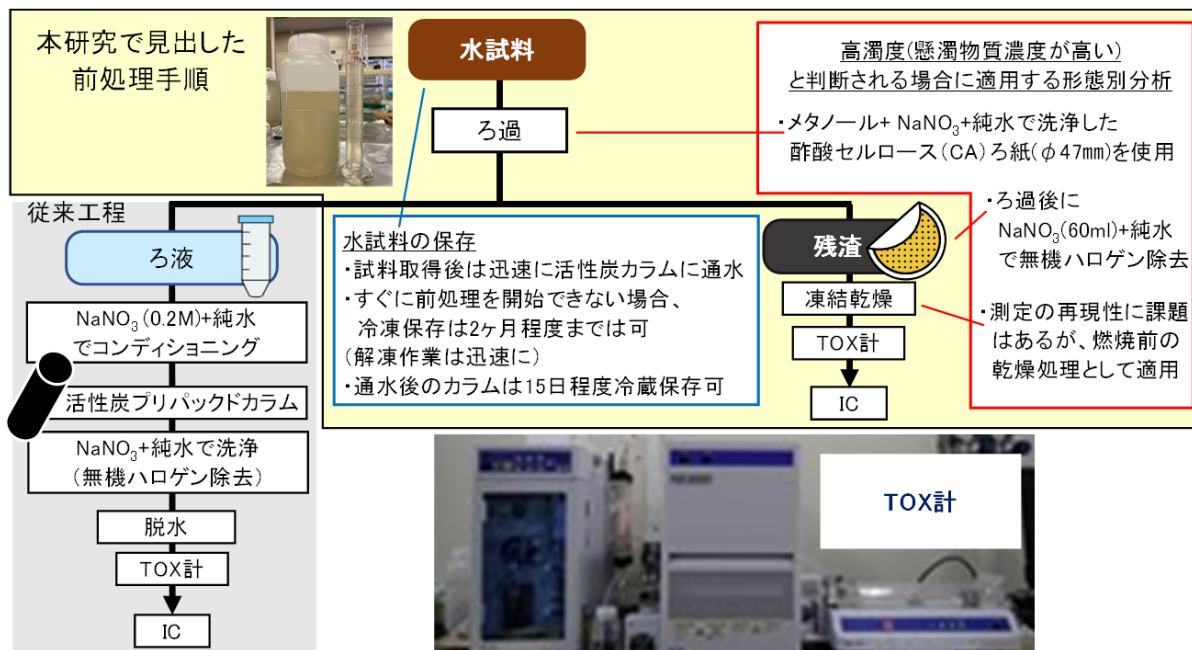 本研究で見出した
前処理手順
水試料
ろ過
高濁度(懸濁物質濃度が高い)
と判断される場合に適用する形態別分析
・メタノール+ NaNO₃+純水で洗浄した
酢酸セルロース(CA)ろ紙(φ47㎜)を使用
・ろ過後に
NaNO₃(60ml)+純水
で無機ハロゲン除去
・測定の再現性に課題
はあるが、燃焼前の
乾燥処理として適用
従来工程
ろ液
NaNO₃(0.2M)+純水
でコンディショニング
活性炭プリパックドカラム
NaNO₃+純水で洗浄
(無機ハロゲン除去)
脱水
TOX計
IC
水試料の保存
・試料取得後は迅速に活性炭カラムに通水
・すぐに前処理を開始できない場合、
冷凍保存は2ヶ月程度までは可
(解凍作業は迅速に)
・通水後のカラムは15日程度冷蔵保存可
残渣
凍結乾燥
TOX計
IC
TOX計